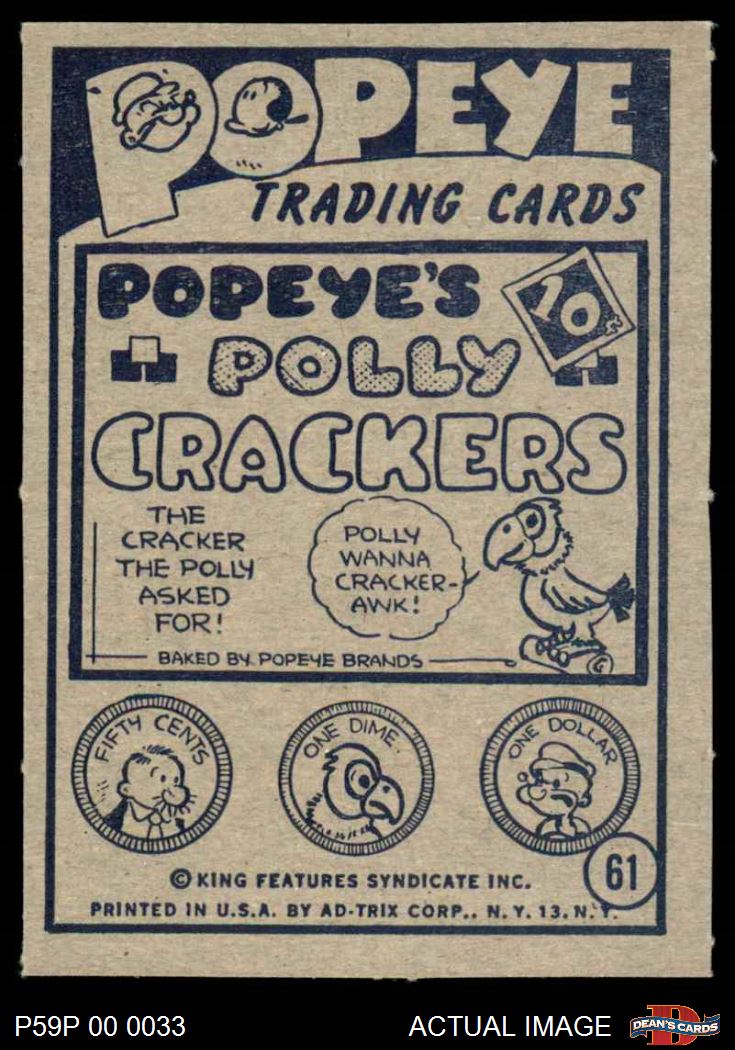 POPEYE
TRADING CARDS
POPEYE'S
10¢
POLLY
CRACKERS
THE
CRACKER
THE POLLY
ASKED
FOR!
POLLY
WANNA
CRACKER-
AWK!
BAKED BY POPEYE BRANDS
FIFTY CENTS
ONE DIME
ONE DOLLAR
© KING FEATURES SYNDICATE INC.
61
PRINTED IN U.S.A. BY AD-TRIX CORP., N.Y. 13, N.Y.
P59P 00 0033
ACTUAL IMAGE
D
DEAN'S CARDS